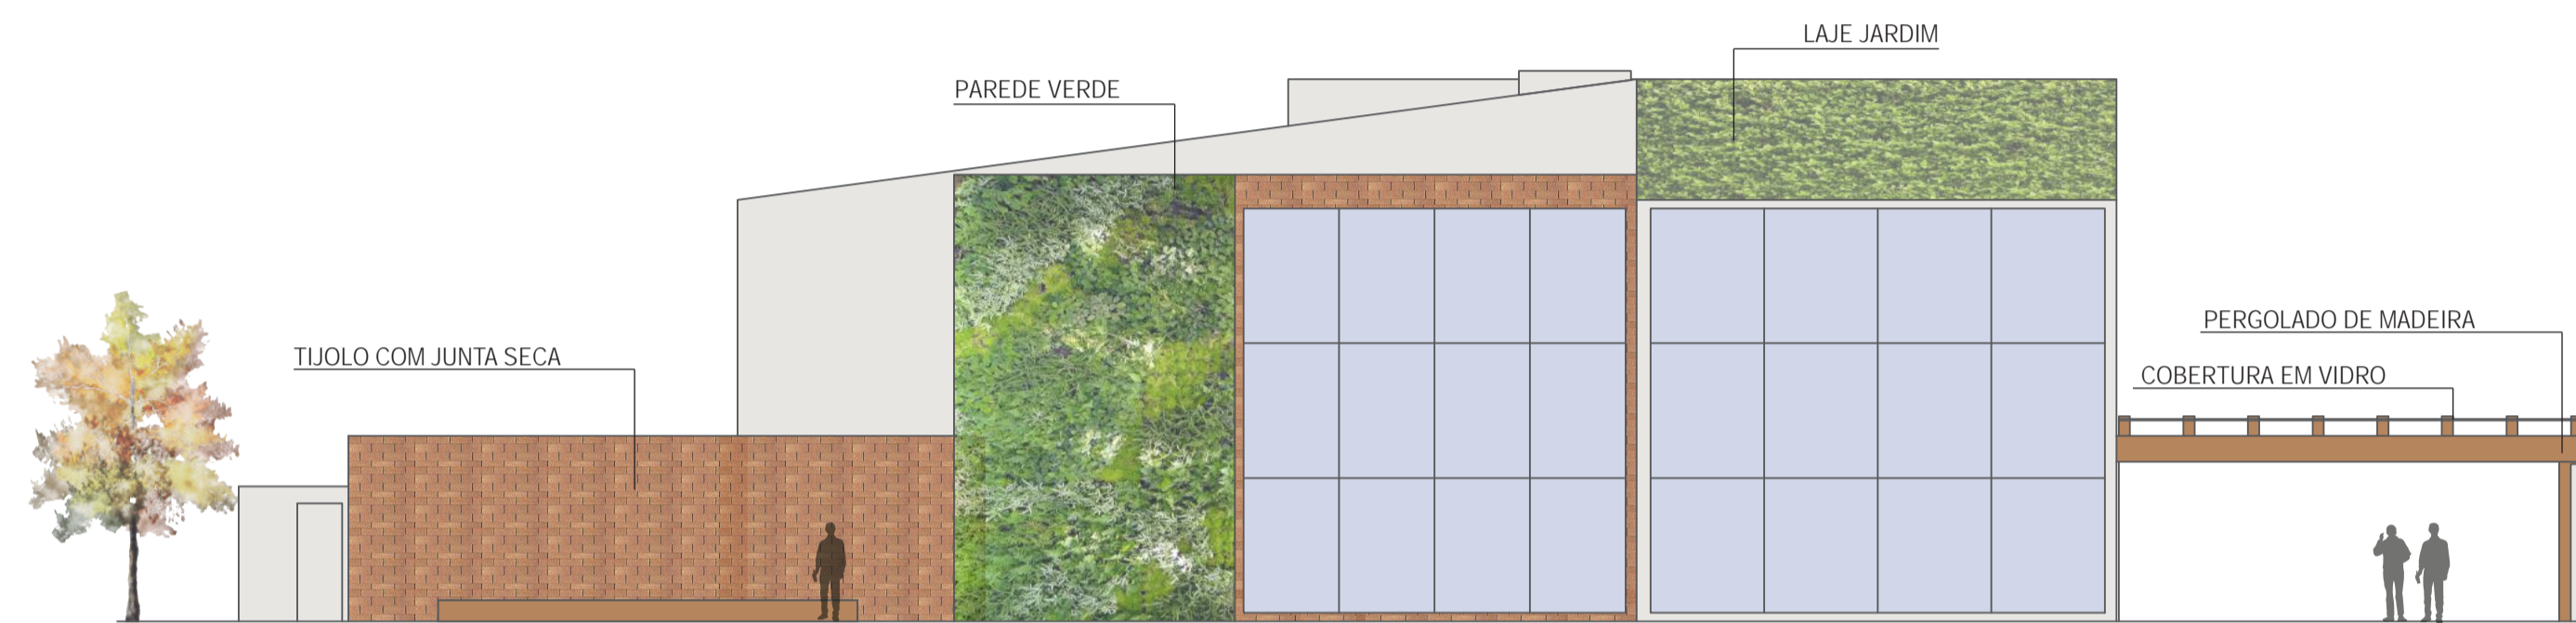 LAJE JARDIM
PAREDE VERDE
PERGOLADO DE MADEIRA
TIJOLO COM JUNTA SECA
COBERTURA EM VIDRO